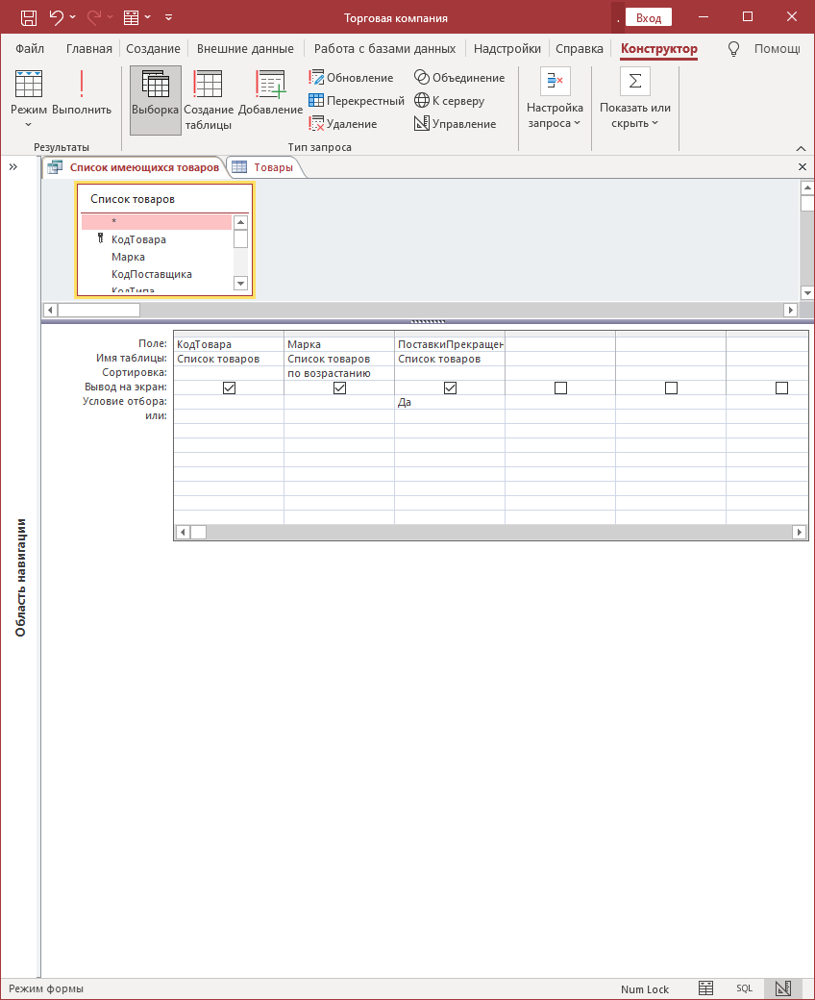 Торговая компания
Вход
Файл Главная Создание Внешние данные Работа с базами данных Надстройки Справка Конструктор Помощь
Режим
Выполнить
Выборка
Создание таблицы
Добавление
Обновление
Перекрестный
Удаление
Объединение
К серверу
Управление
Настройка запроса
Показать или скрыть
Результаты
Тип запроса
Список имеющихся товаров
Товары
Список товаров
*
КодТовара
Марка
КодПоставщика
КодТипа
Поле: КодТовара Марка ПоставкиПрекращен
Имя таблицы: Список товаров Список товаров Список товаров
Сортировка: по возрастанию
Вывод на экран:
Условие отбора: Да
или:
Область навигации
Режим формы
Num Lock
SQL